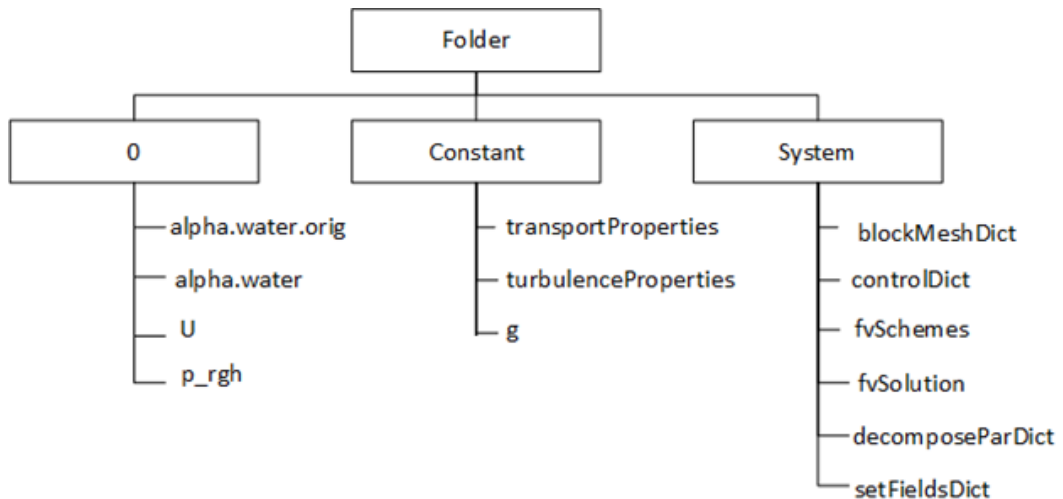 Folder
0
Constant
System
alpha.water.orig
alpha.water
U
p_rgh
transportProperties
turbulenceProperties
g
blockMeshDict
controlDict
fvSchemes
fvSolution
decomposeParDict
setFieldsDict